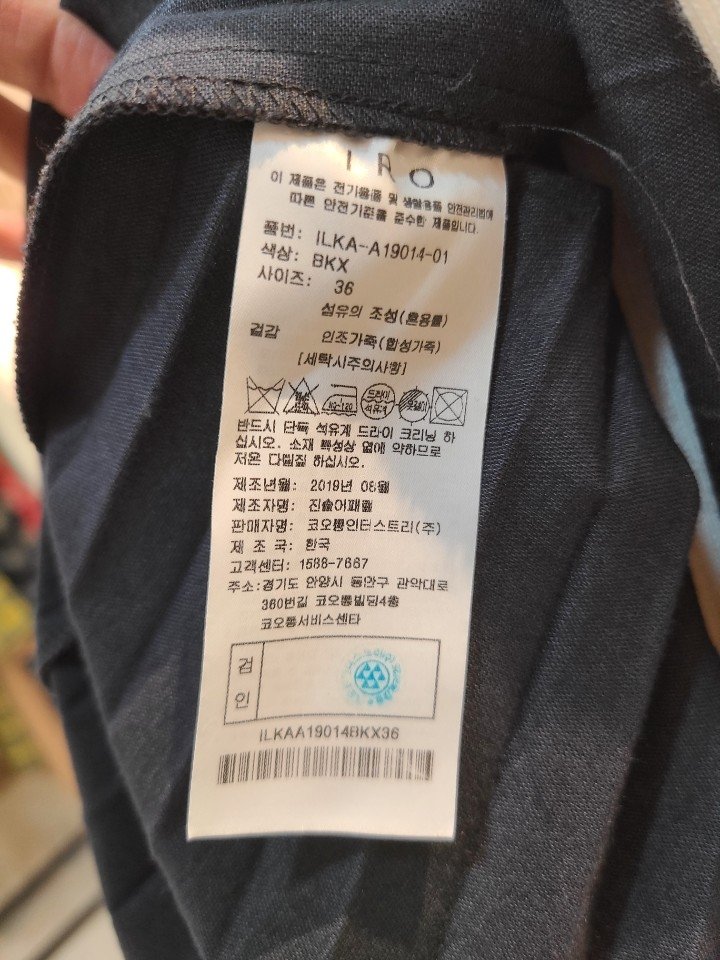 IRO
이 제품은 전기용품 및 생활용품 안전관리법에
따른 안전기준을 준수한 제품입니다.
품번: ILKA-A19014-01
색상: BKX
사이즈: 36
섬유의 조성(혼용률)
겉감 인조가죽(합성가죽)
[세탁시주의사항]
드라이
석유계
반드시 단독 석유계 드라이 크리닝 하
십시오. 소재 특성상 열에 약하므로
저온 다림질 하십시오.
제조년월: 2019년 08월
제조자명: 진솔어패럴
판매자명: 코오롱인더스트리(주)
제 조 국: 한국
고객센터: 1588-7667
주소: 경기도 안양시 동안구 관악대로
360번길 코오롱빌딩4층
코오롱서비스센타
검
인
ILKAA19014BKX36